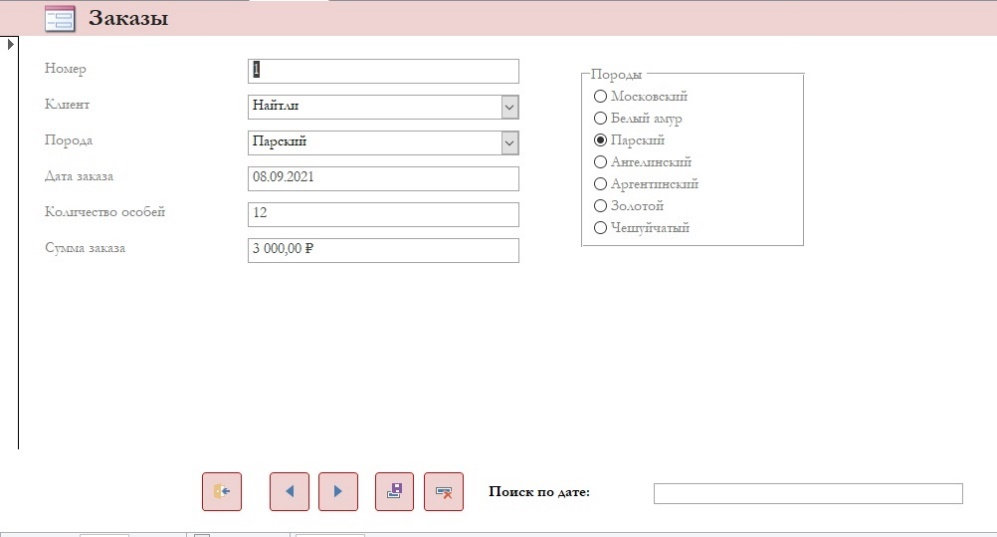 Заказы
Номер 1
Клиент Найтли
Порода Парский
Дата заказа 08.09.2021
Количество особей 12
Сумма заказа 3 000,00 ₽
Породы
Московский
Белый амур
Парский
Ангелинский
Аргентинский
Золотой
Чешуйчатый
Поиск по дате: